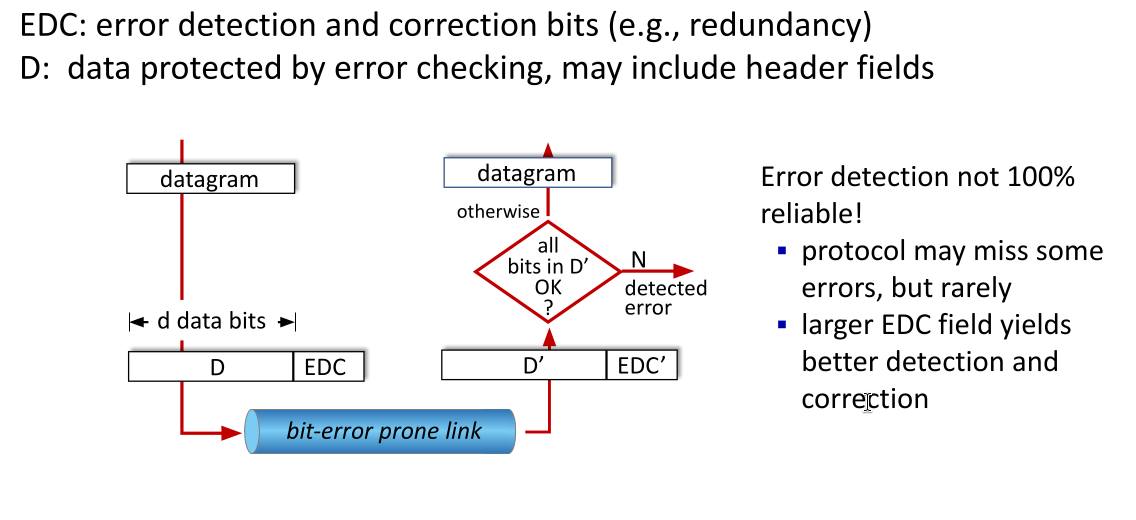 EDC: error detection and correction bits (e.g., redundancy)
D: data protected by error checking, may include header fields
datagram
d data bits
D
EDC
bit-error prone link
datagram
otherwise
all
bits in D’
OK
?
N
detected
error
D’
EDC’
Error detection not 100%
reliable!
▪ protocol may miss some
errors, but rarely
▪ larger EDC field yields
better detection and
correction